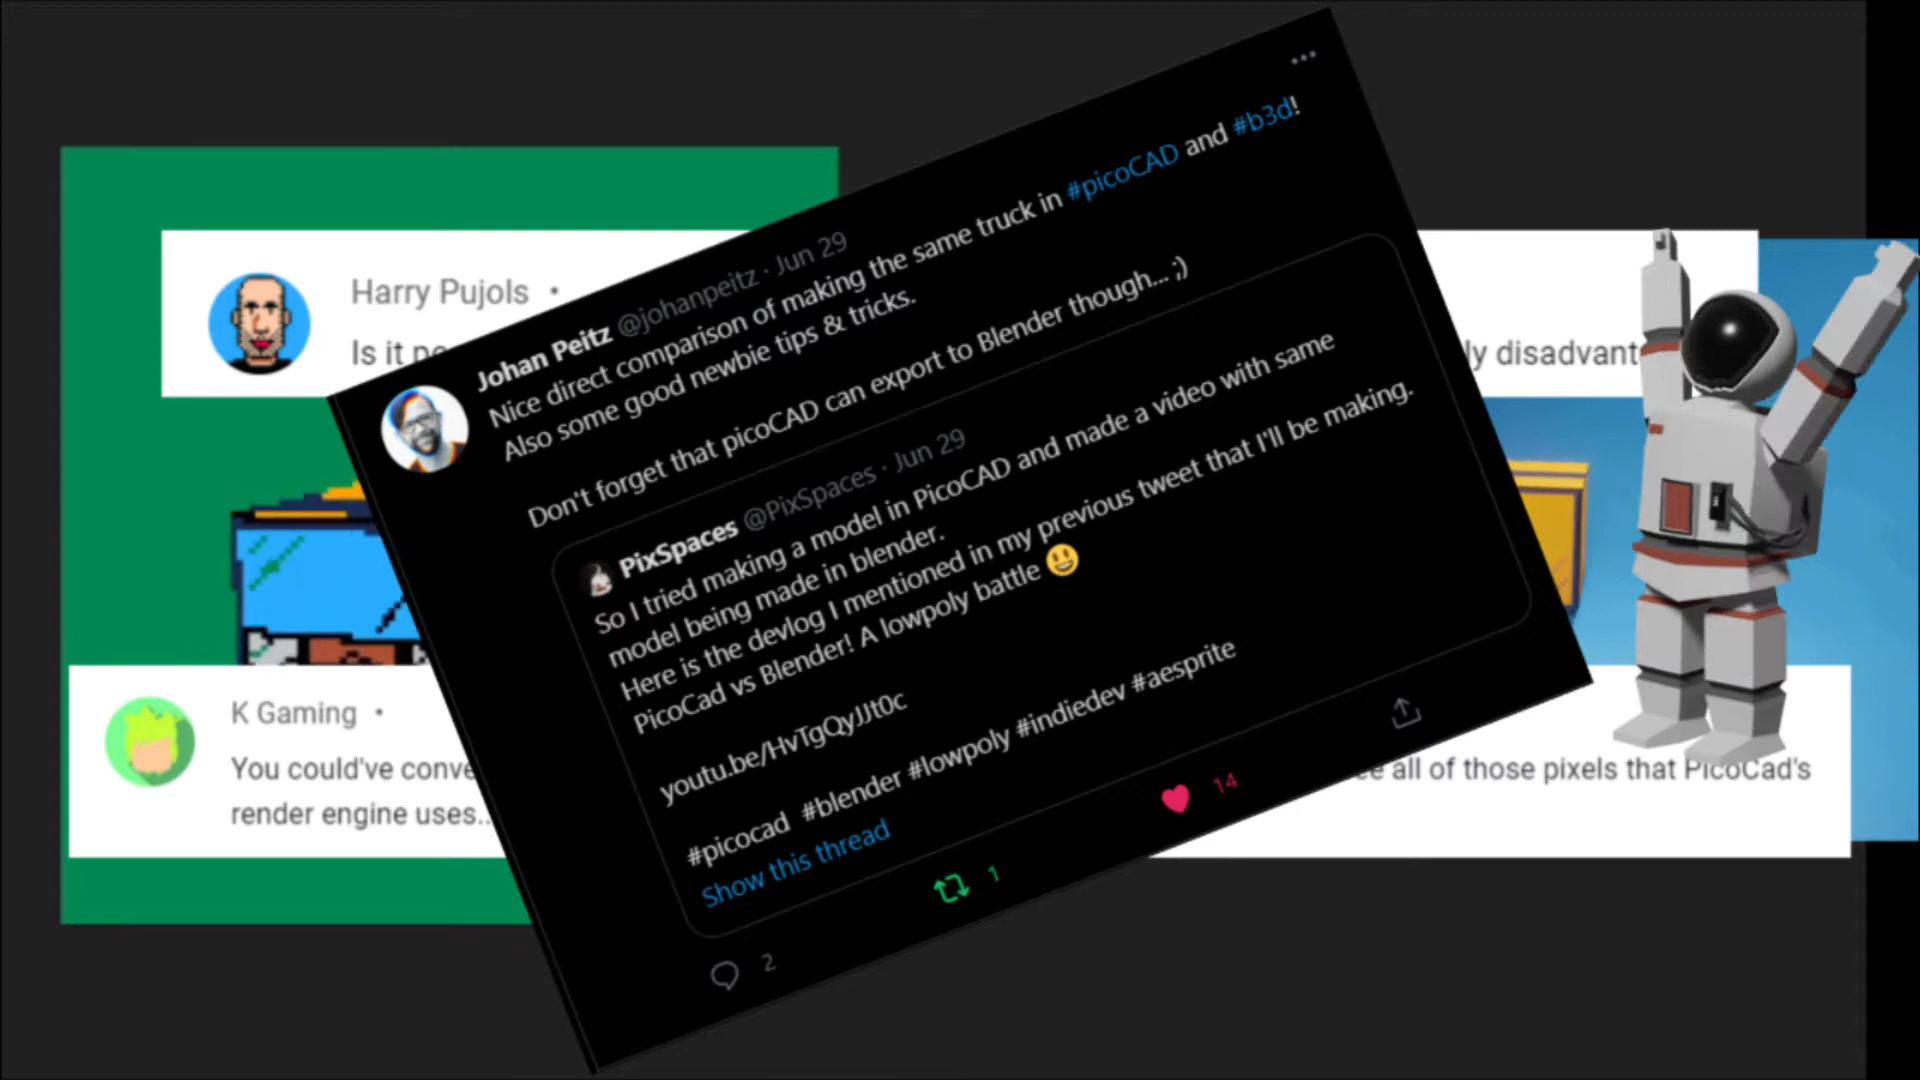 Harry Pujols •
Is it
ly
K Gaming •
You could've
render engine uses..
all of those pixels that PicoCad's
Johan Peitz @johanpeitz · Jun 29
Nice direct comparison of making the same truck in #picoCAD and #b3d!
Also some good newbie tips & tricks.
Don't forget that picoCAD can export to Blender though... ;)
PixSpaces @PixSpaces · Jun 29
So I tried making a model in PicoCAD and made a video with same
model being made in blender.
Here is the devlog I mentioned in my previous tweet that I'll be making.
PicoCad vs Blender! A lowpoly battle 😃
youtu.be/HvTgQyJJt0c
#picocad #blender #lowpoly #indiedev #aesprite
Show this thread
2 1 14